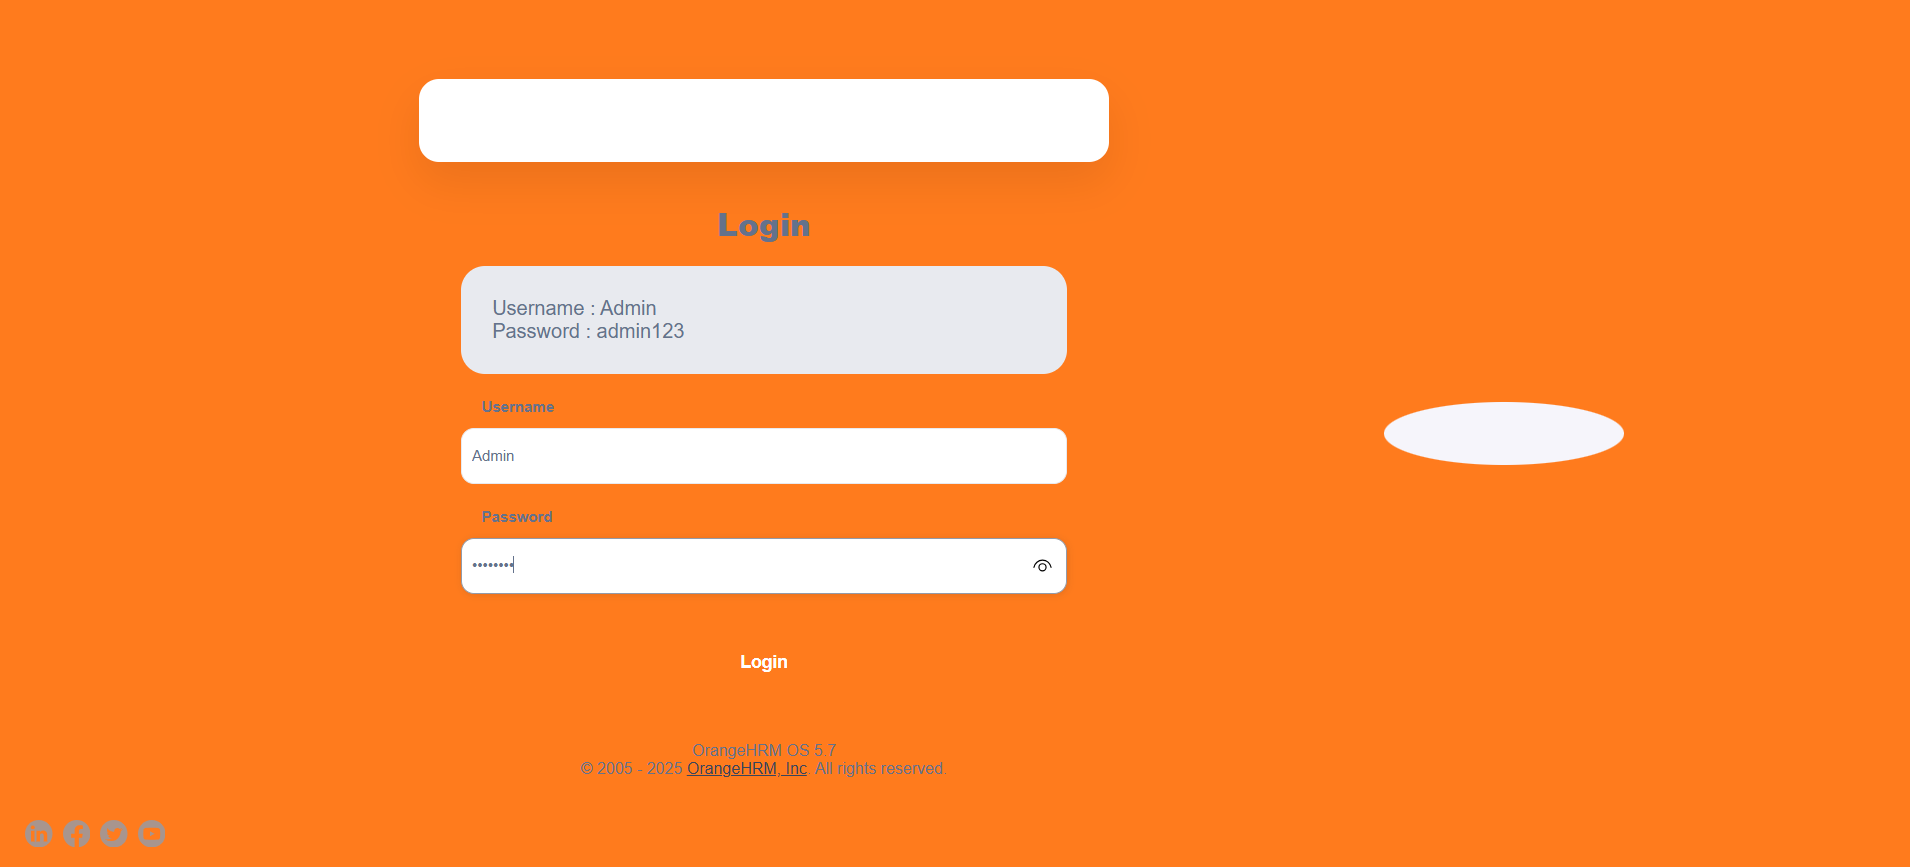 Login
Username : Admin
Password : admin123
Username
Admin
Password
••••••••
Login
OrangeHRM OS 5.7
© 2005 - 2025 OrangeHRM, Inc. All rights reserved.